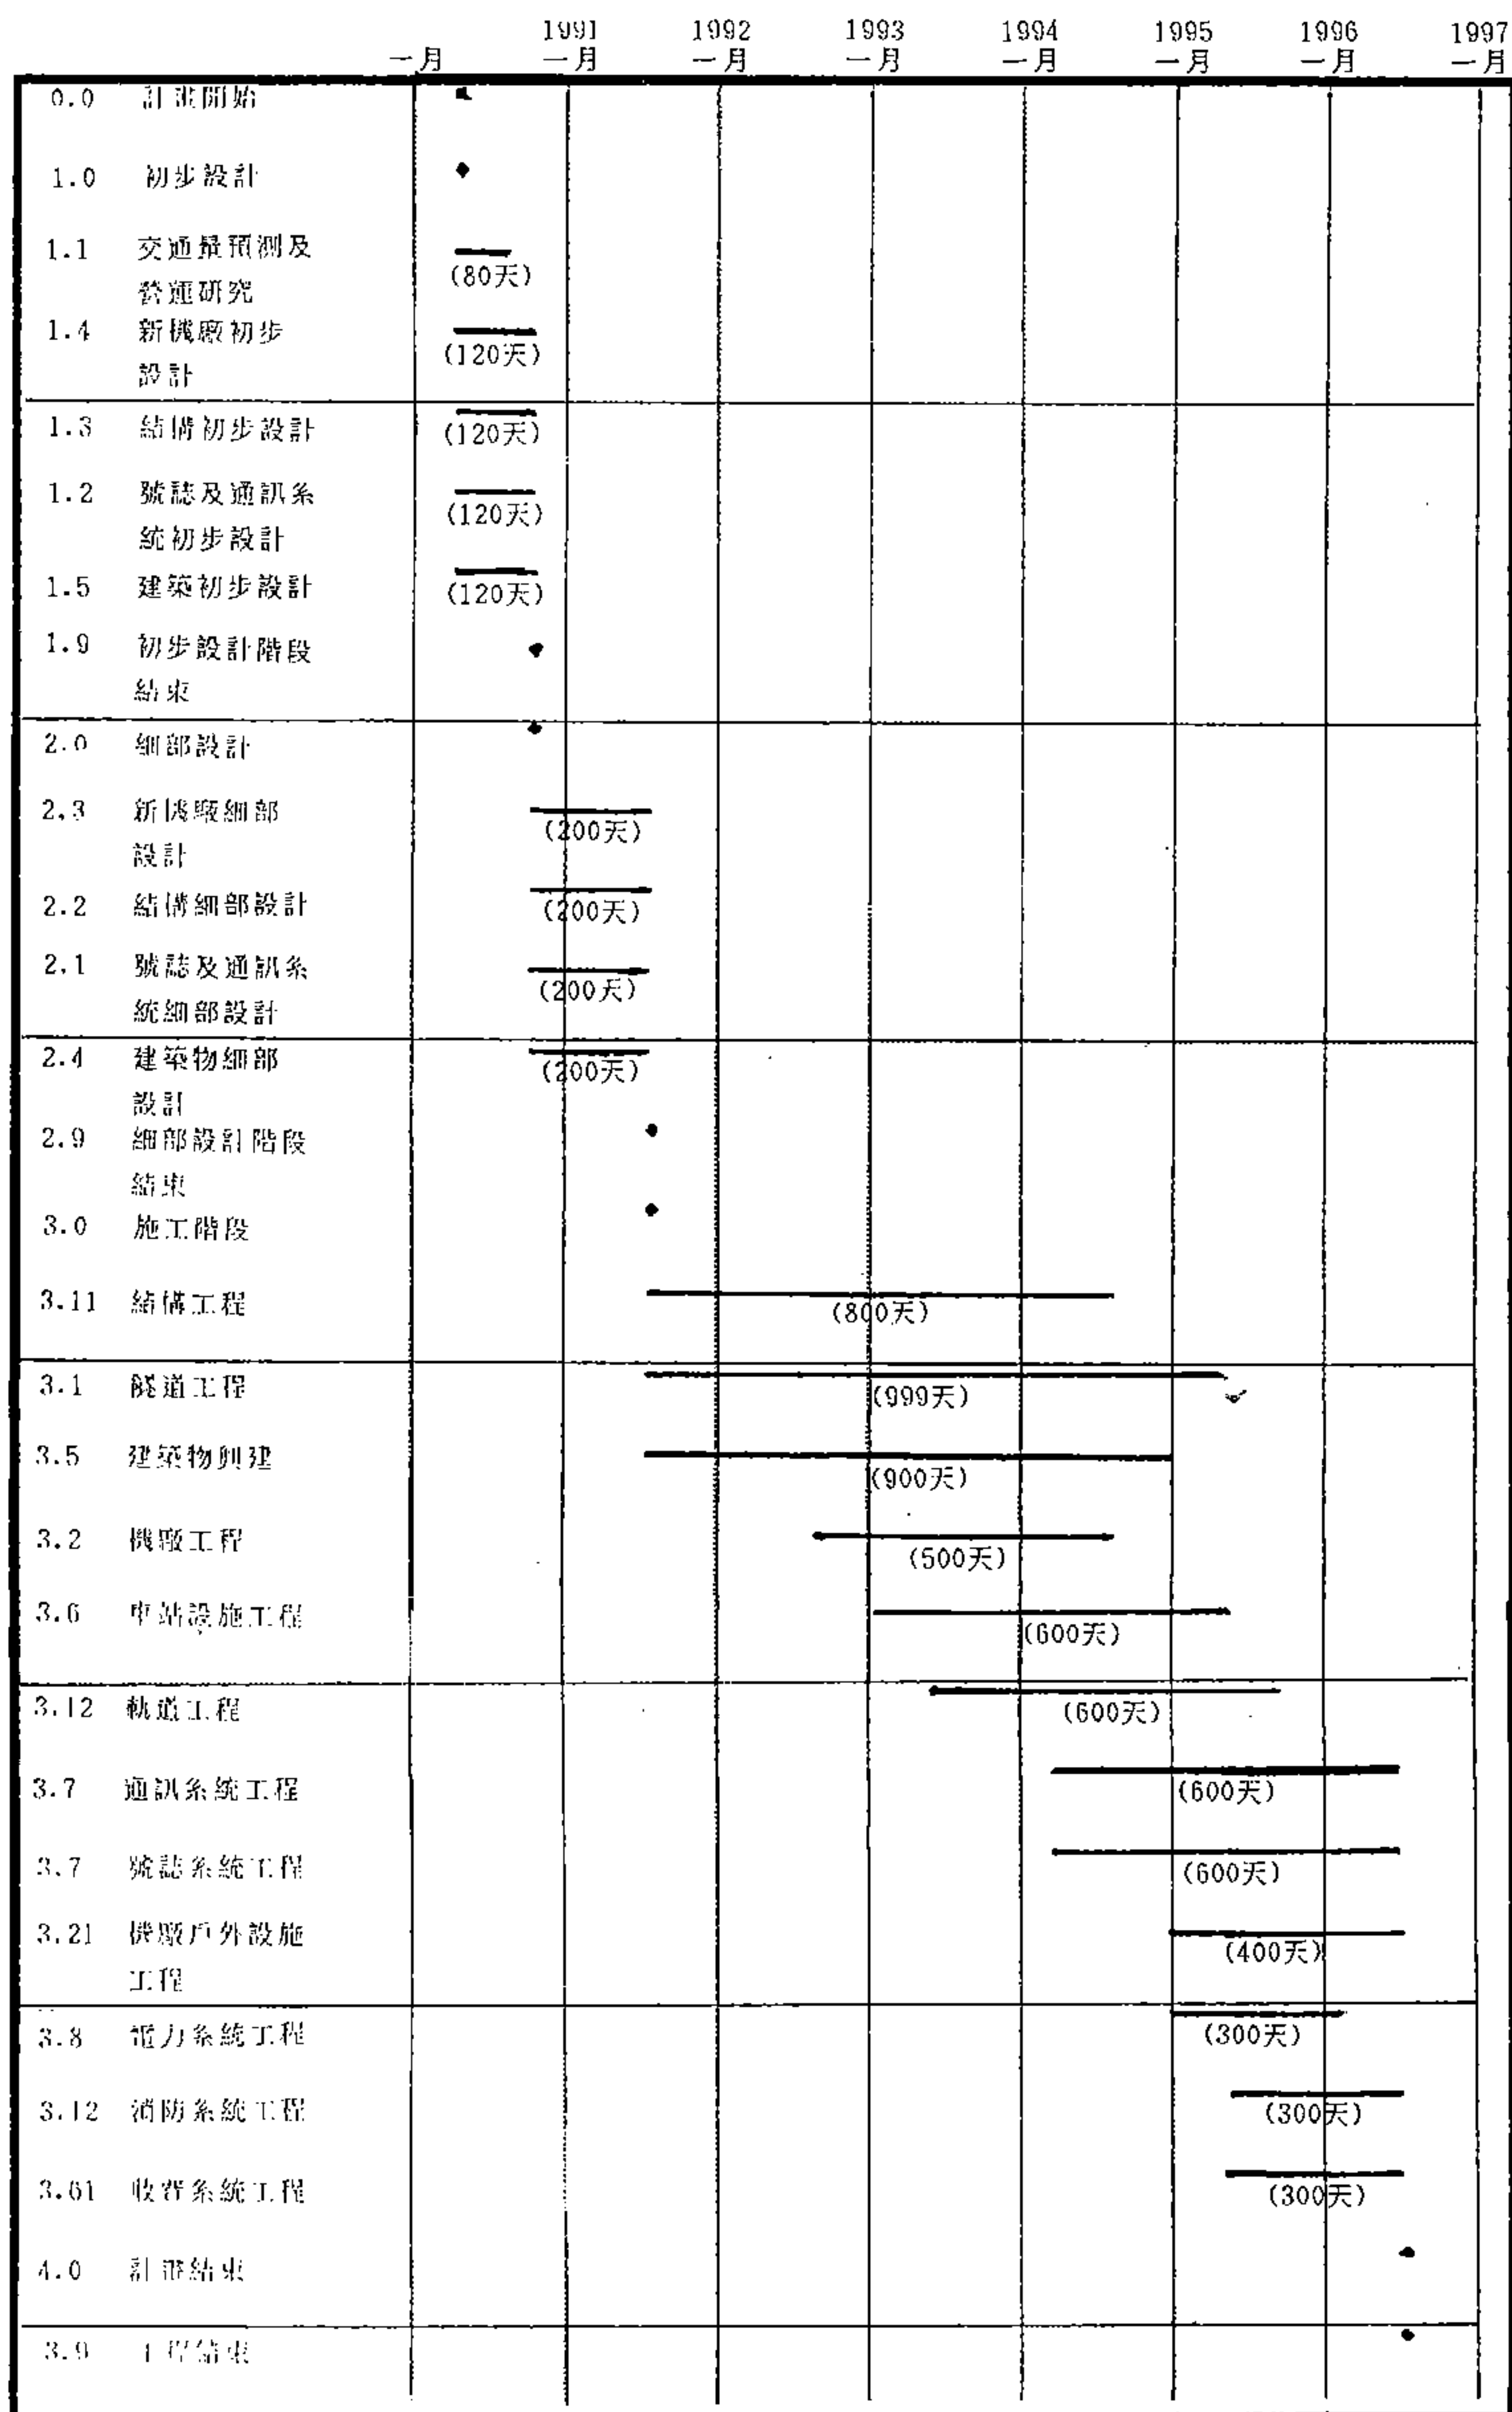 1991 1992 1993 1994 1995 1996 1997
一月 一月 一月 一月 一月 一月 一月 一月
0.0 計畫開始
1.0 初步設計
1.1 交通量預測及
(80天)
營運研究
1.4 新機廠初步
(120天)
設計
1.3 結構初步設計 (120天)
1.2 號誌及通訊系
(120天)
統初步設計
1.5 建築初步設計 (120天)
1.9 初步設計階段
結束
2.0 細部設計
2.3 新機廠細部
(200天)
設計
2.2 結構細部設計 (200天)
2.1 號誌及通訊系
(200天)
統細部設計
2.4 建築物細部
(200天)
設計
2.9 細部設計階段
結束
3.0 施工階段
3.11 結構工程 (800天)
3.1 隧道工程 (999天)
3.5 建築物興建 (900天)
3.2 機廠工程 (500天)
3.6 車站設施工程 (600天)
3.12 軌道工程 (600天)
3.7 通訊系統工程 (600天)
3.7 號誌系統工程 (600天)
3.21 機廠戶外設施
(400天)
工程
3.8 電力系統工程 (300天)
3.12 消防系統工程 (300天)
3.61 收費系統工程 (300天)
4.0 計畫結束
3.9 工程結束